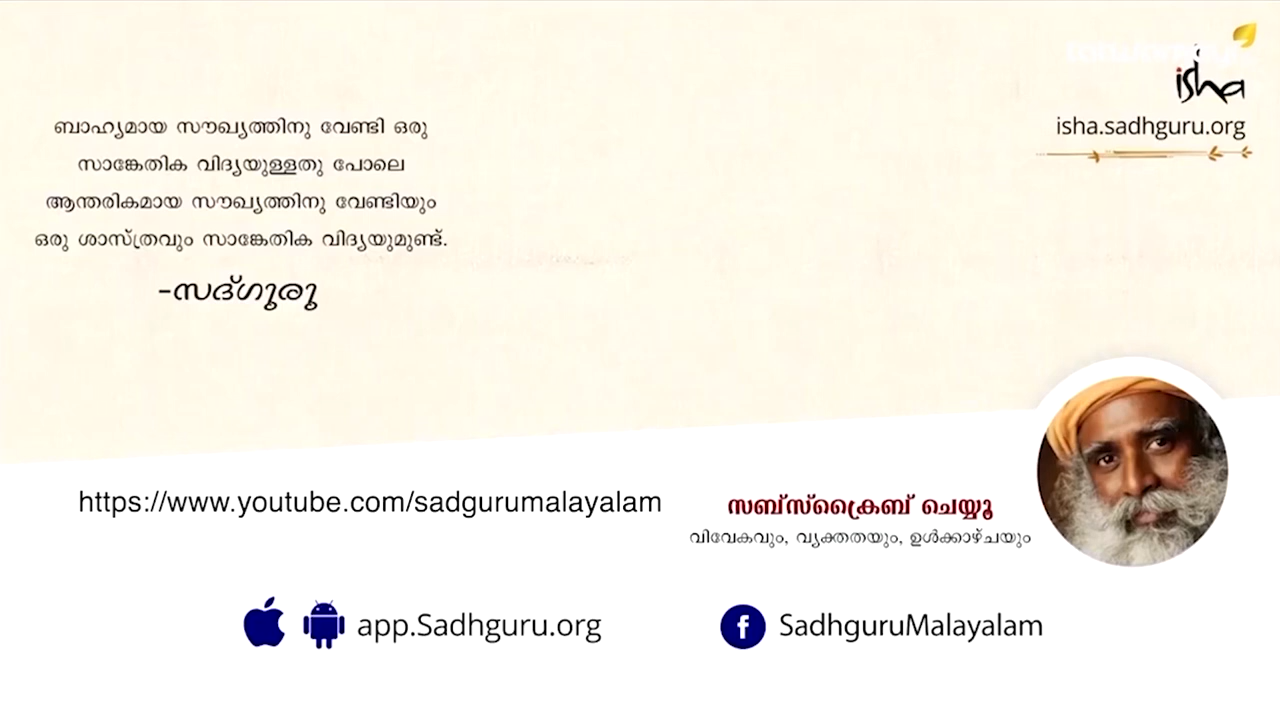 ബാഹ്യമായ സൗഖ്യത്തിനു വേണ്ടി ഒരു
സാങ്കേതിക വിദ്യയുള്ളതു പോലെ
ആന്തരികമായ സൗഖ്യത്തിനു വേണ്ടിയും
ഒരു ശാസ്ത്രവും സാങ്കേതിക വിദ്യയുമുണ്ട്.
-സദ്ഗുരു
isha
isha.sadhguru.org
https://www.youtube.com/sadgurumalayalam
സബ്സ്ക്രൈബ് ചെയ്യൂ
വിവേകവും, വ്യക്തതയും, ഉൾക്കാഴ്ചയും
app.Sadhguru.org
f SadhguruMalayalam